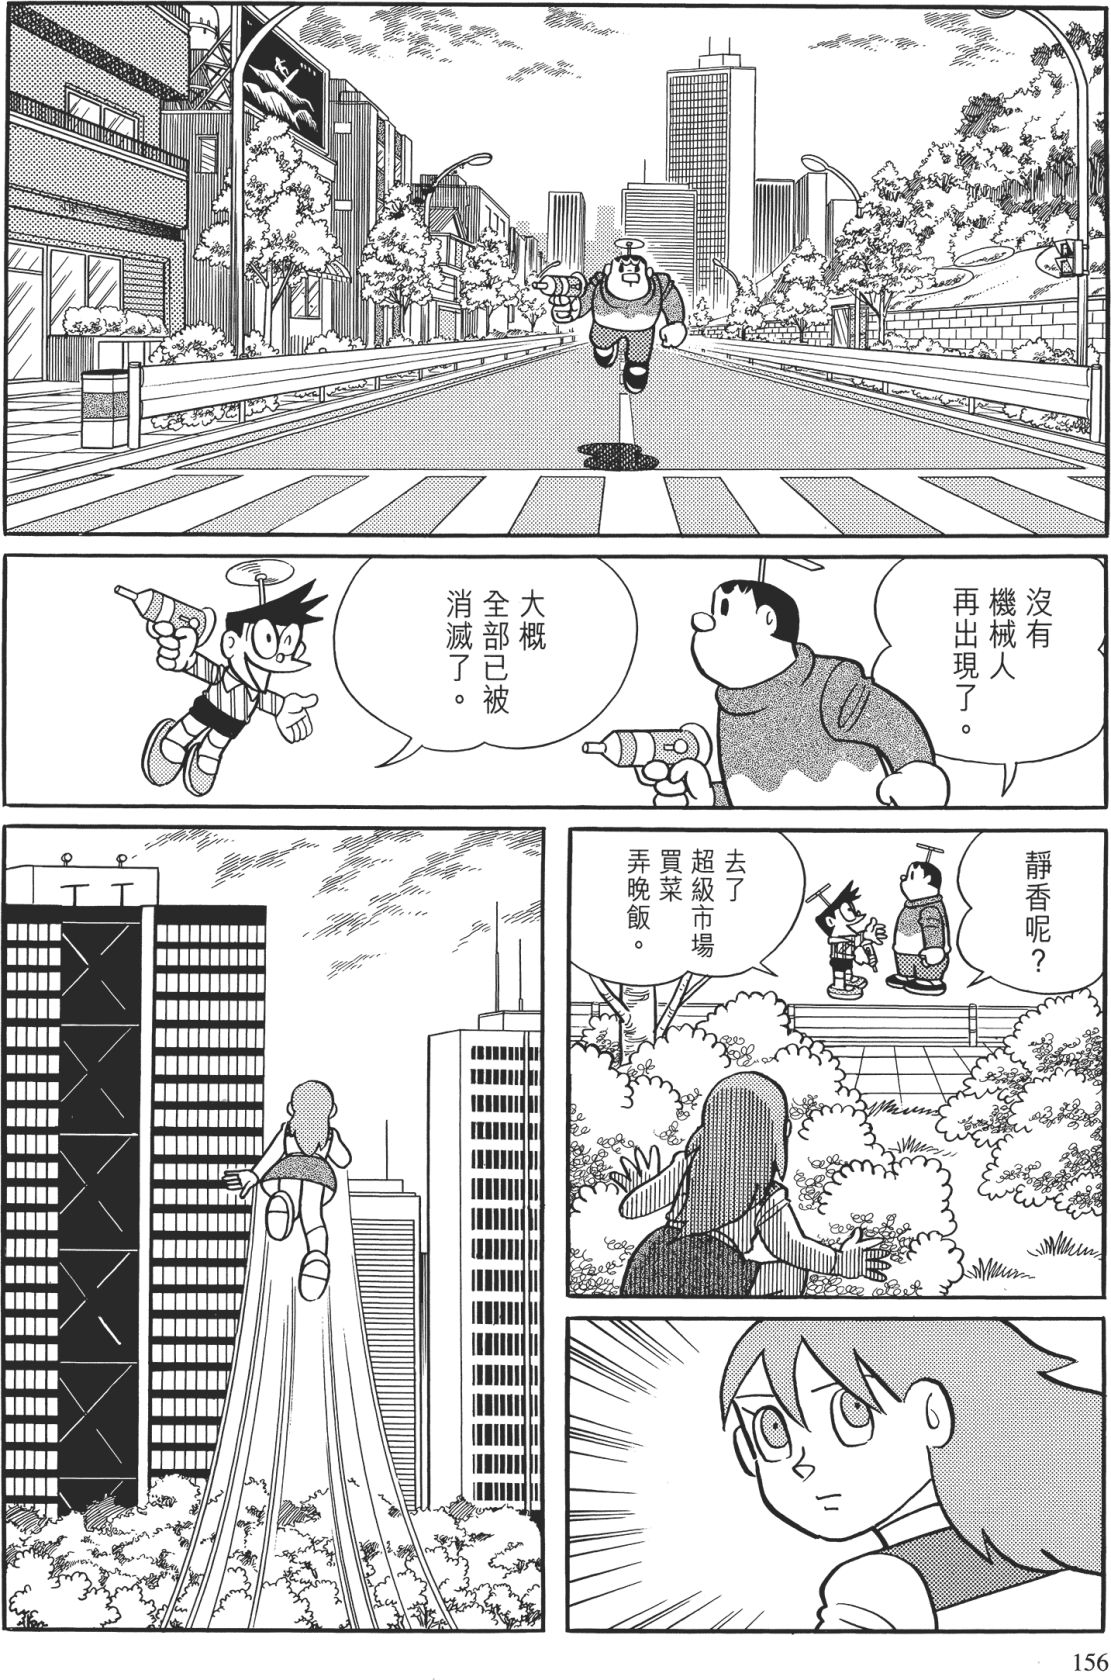 沒有
機械人
再出現了。
大概
全部已被
消滅了。
靜香呢？
去了
超級市場
買菜
弄晚飯。
156